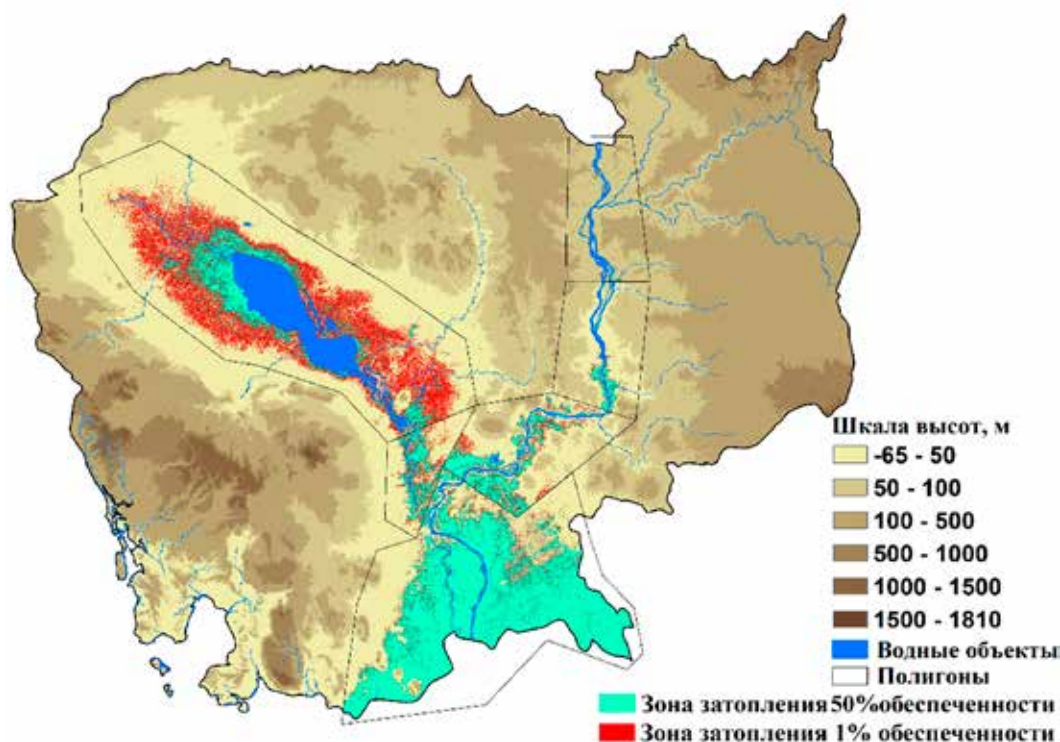 Шкала высот, м
-65 - 50
50 - 100
100 - 500
500 - 1000
1000 - 1500
1500 - 1810
Водные объекты
Полигоны
Зона затопления 50%обеспеченности
Зона затопления 1% обеспеченности